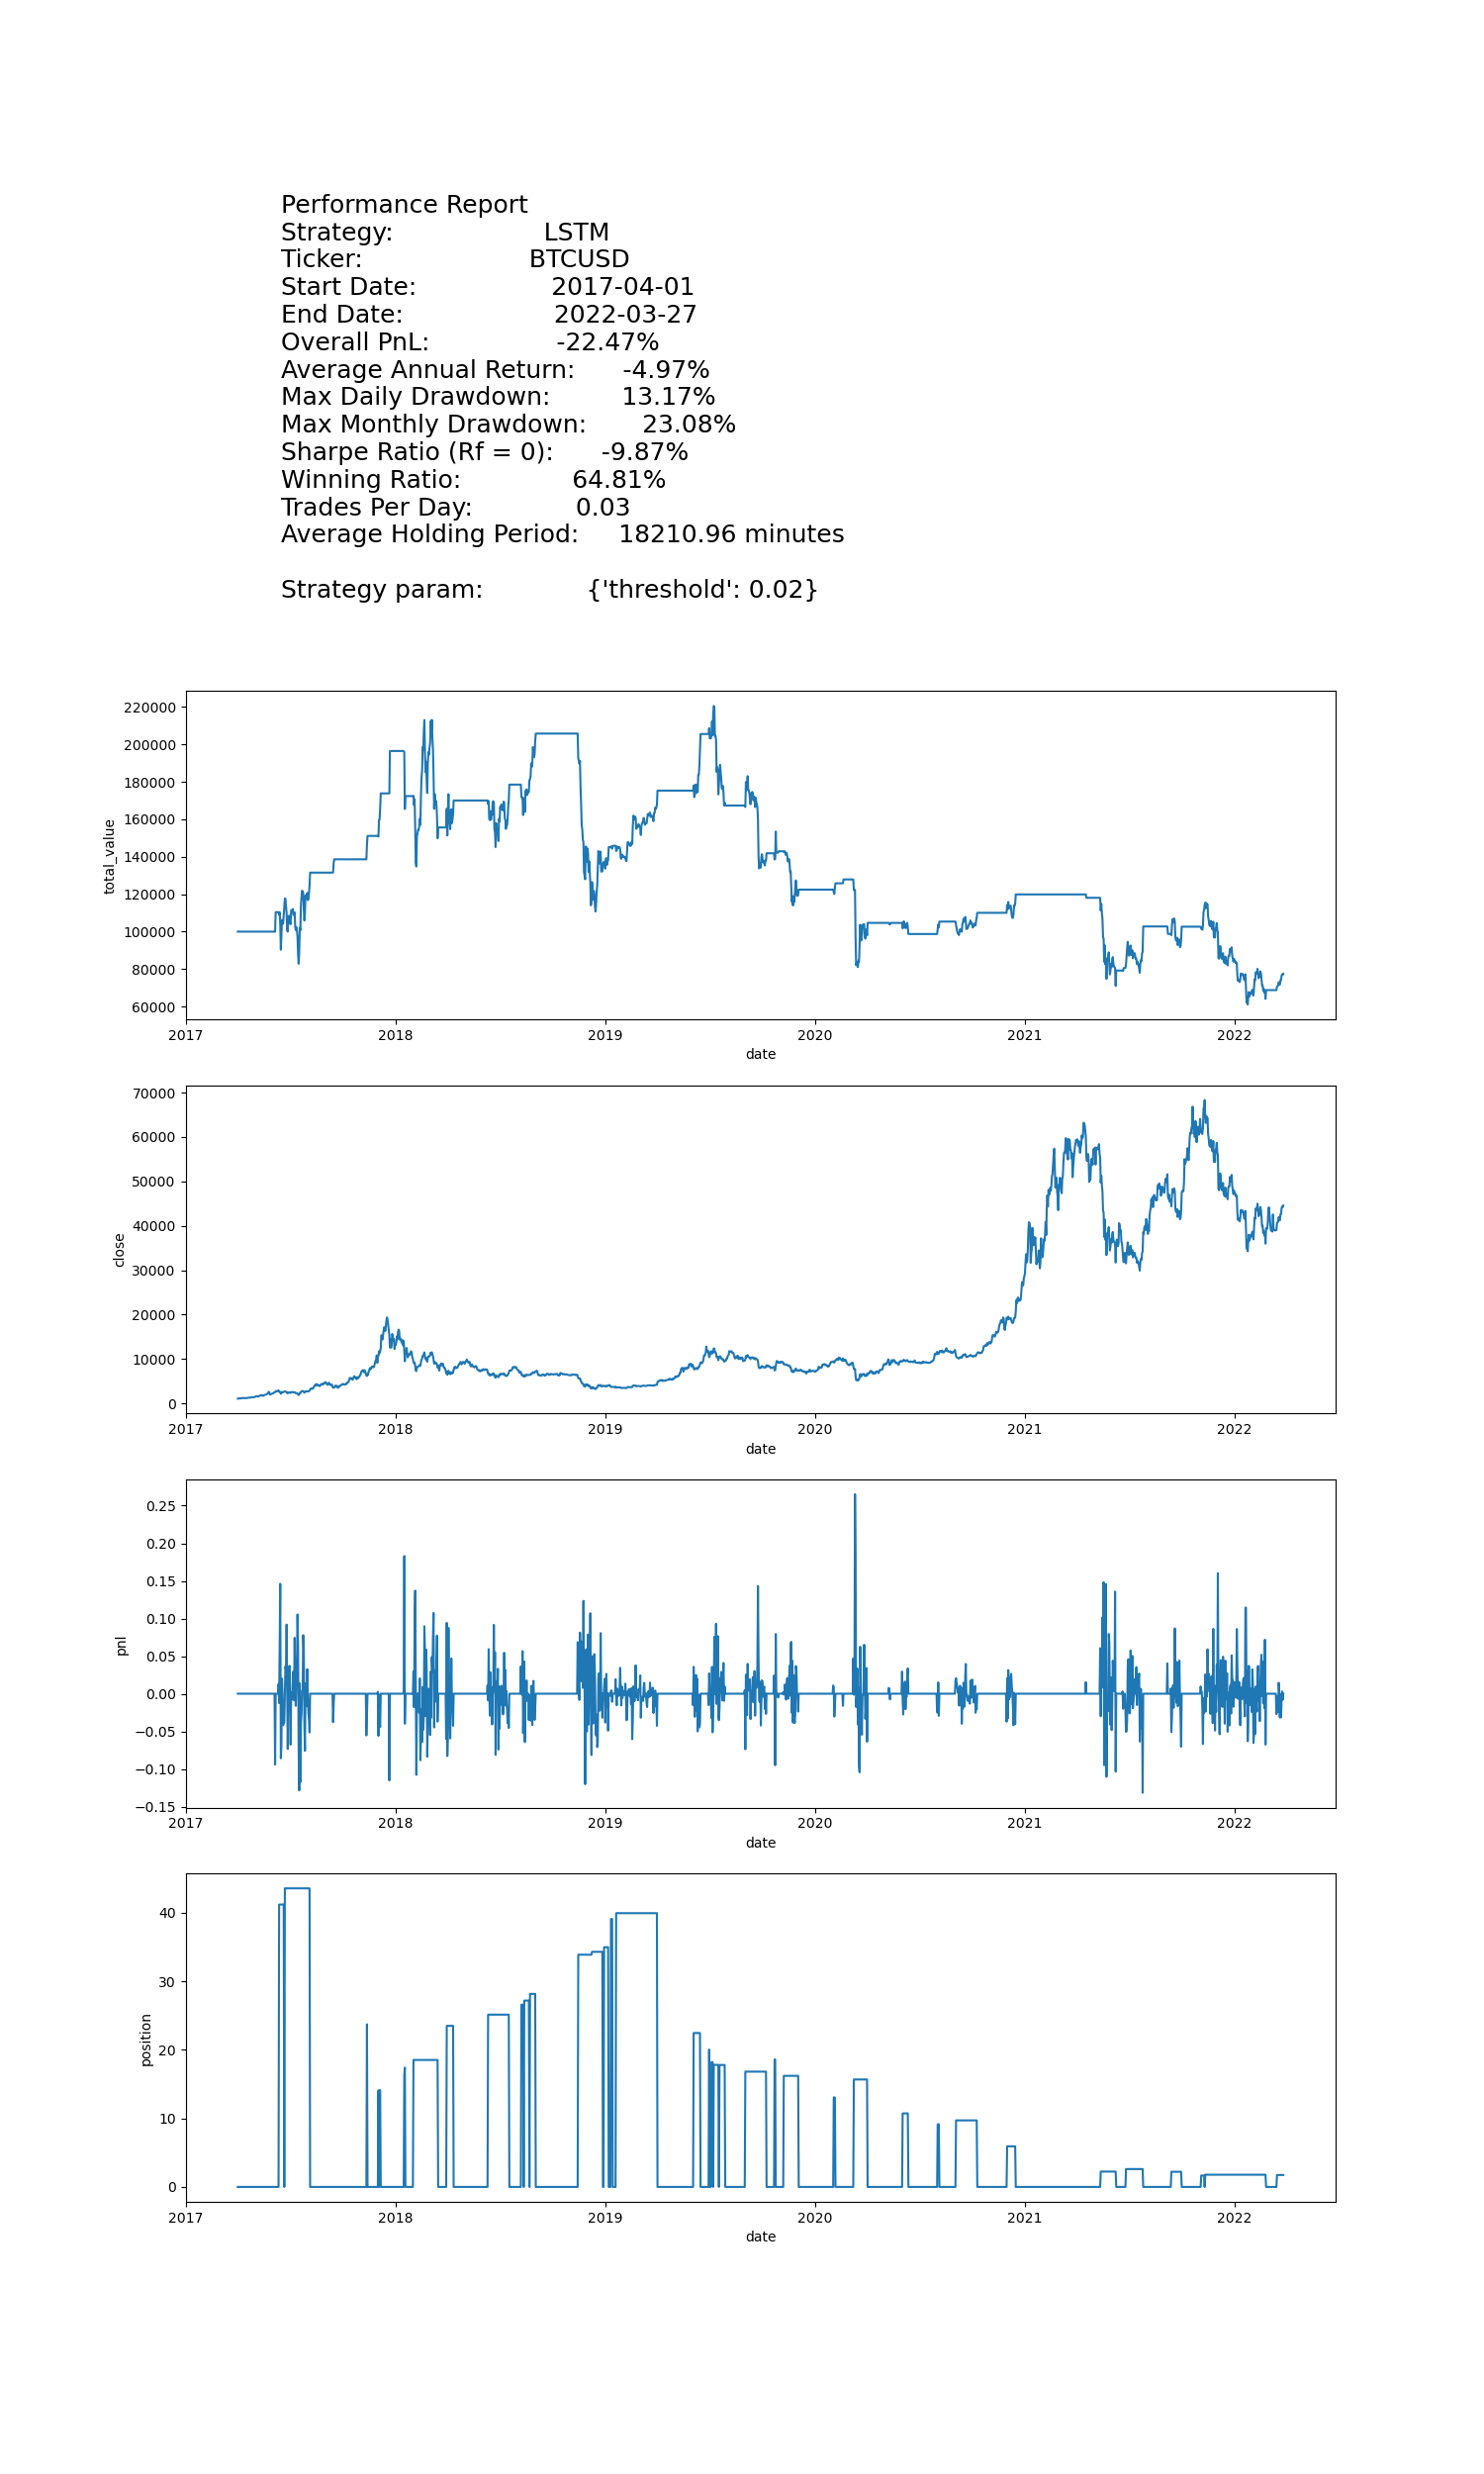 Performance Report
Strategy: LSTM
Ticker: BTCUSD
Start Date: 2017-04-01
End Date: 2022-03-27
Overall PnL: -22.47%
Average Annual Return: -4.97%
Max Daily Drawdown: 13.17%
Max Monthly Drawdown: 23.08%
Sharpe Ratio (Rf = 0): -9.87%
Winning Ratio: 64.81%
Trades Per Day: 0.03
Average Holding Period: 18210.96 minutes
Strategy param: {'threshold': 0.02}
220000
200000
180000
160000
140000
120000
100000
80000
60000
total_value
2017 2018 2019 2020 2021 2022
date
70000
60000
50000
40000
30000
20000
10000
0
close
2017 2018 2019 2020 2021 2022
date
0.25
0.20
0.15
0.10
0.05
0.00
−0.05
−0.10
−0.15
pnl
2017 2018 2019 2020 2021 2022
date
40
30
20
10
0
position
2017 2018 2019 2020 2021 2022
date